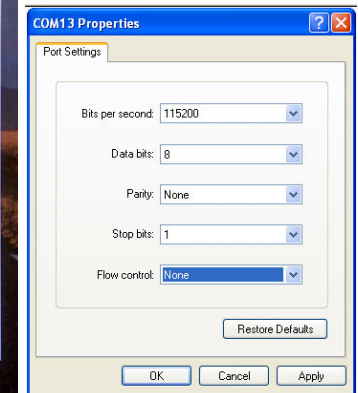 COM13 Properties
Port Settings
Bits per second: 115200
Data bits: 8
Parity: None
Stop bits: 1
Flow control: None
Restore Defaults
OK Cancel Apply